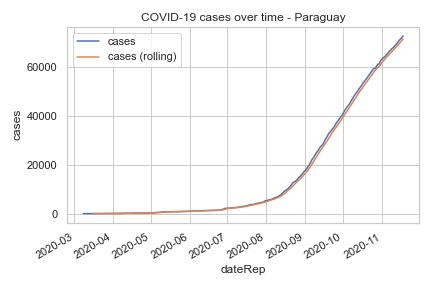 COVID-19 cases over time - Paraguay
cases
cases (rolling)
60000
40000
20000
0
cases
2020-03
2020-04
2020-05
2020-06
2020-07
2020-08
2020-09
2020-10
2020-11
dateRep